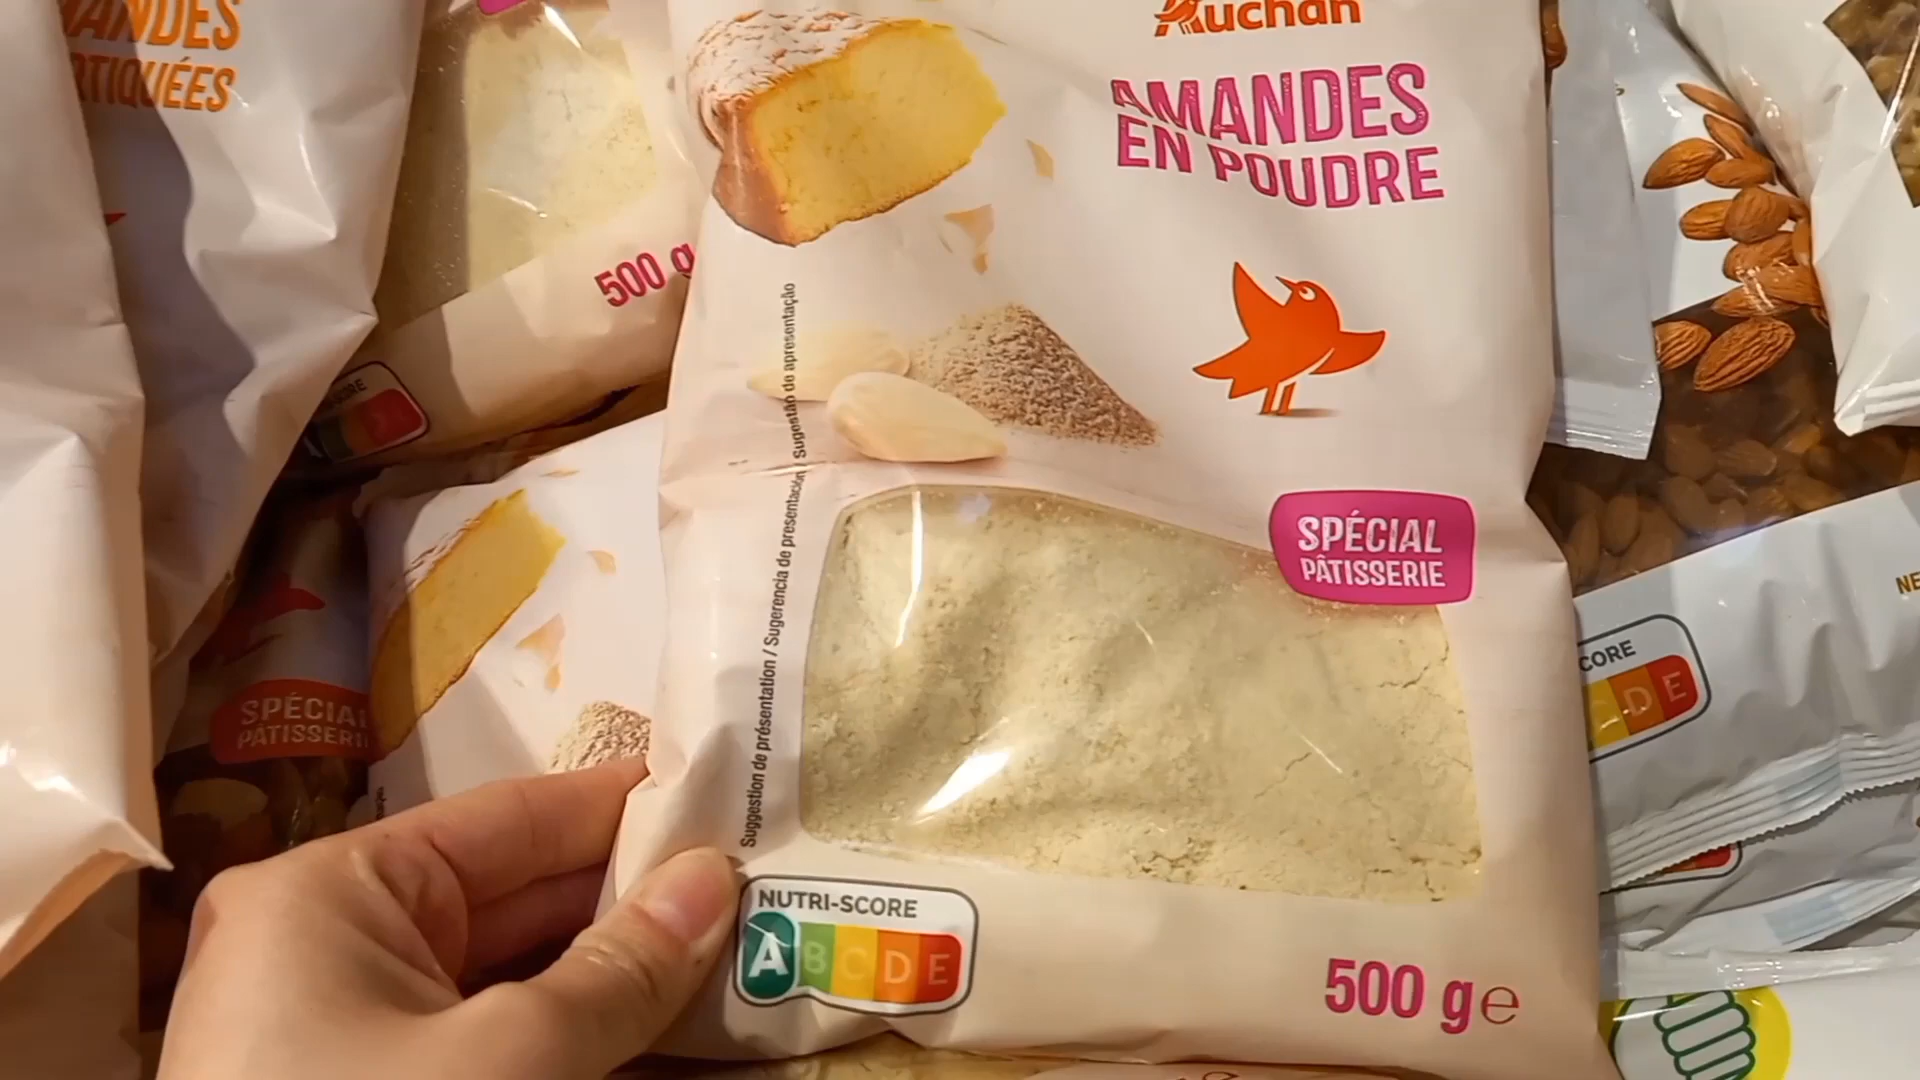 Auchan
AMANDES
EN POUDRE
SPÉCIAL
PÂTISSERIE
Suggestion de présentation / Sugerencia de presentación / Sugestão de apresentação
NUTRI-SCORE
A B C D E
500 g e
500 g
SPÉCIAL
PÂTISSERIE
D E